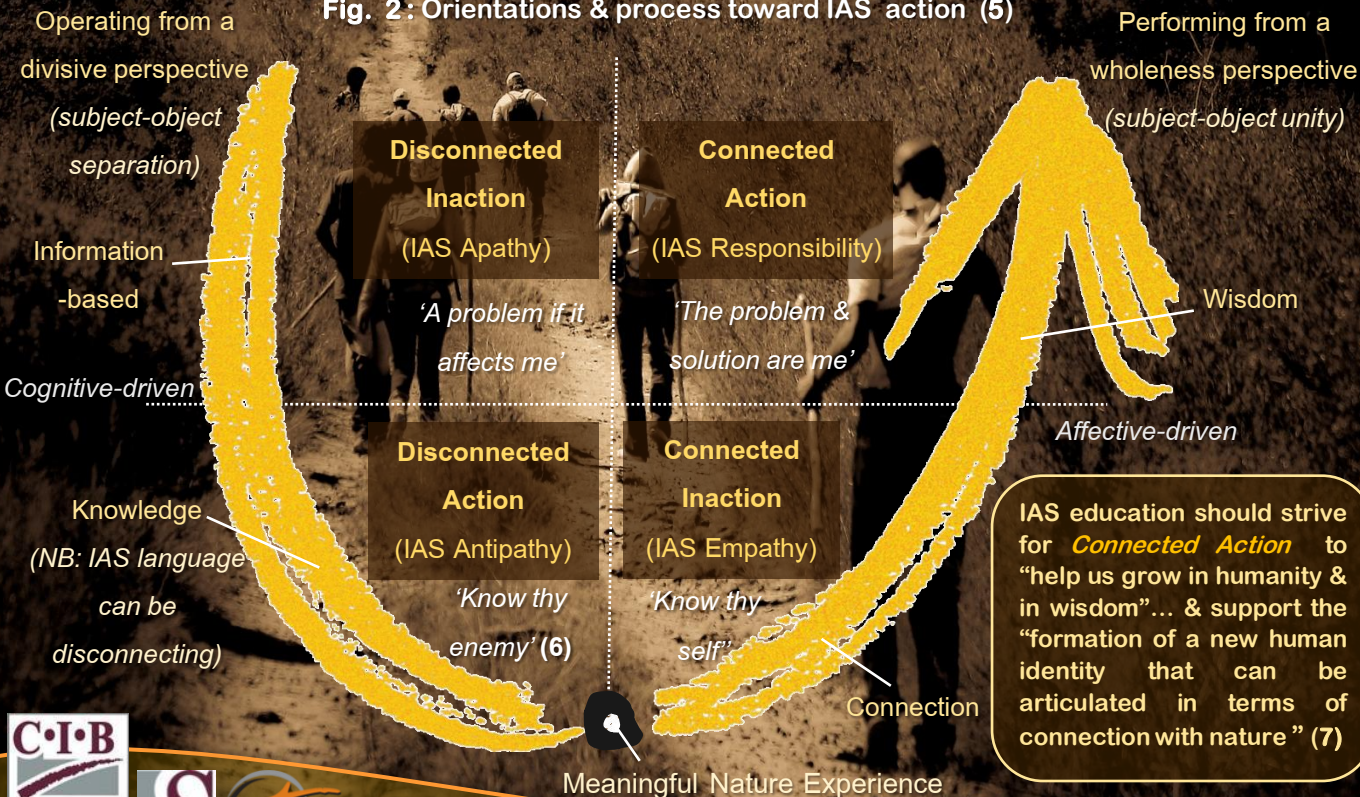 Fig. 2: Orientations & process toward IAS action (5)
Operating from a
divisive perspective
(subject-object
separation)
Information
-based
Cognitive-driven
Knowledge
(NB: IAS language
can be
disconnecting)
Disconnected
Inaction
(IAS Apathy)
‘A problem if it
affects me’
Connected
Action
(IAS Responsibility)
‘The problem &
solution are me’
Disconnected
Action
(IAS Antipathy)
‘Know thy
enemy’ (6)
Connected
Inaction
(IAS Empathy)
‘Know thy
self’’
Performing from a
wholeness perspective
(subject-object unity)
Wisdom
Affective-driven
Connection
Meaningful Nature Experience
IAS education should strive
for Connected Action to
“help us grow in humanity &
in wisdom”... & support the
“formation of a new human
identity that can be
articulated in terms of
connection with nature ” (7)
C•I•B